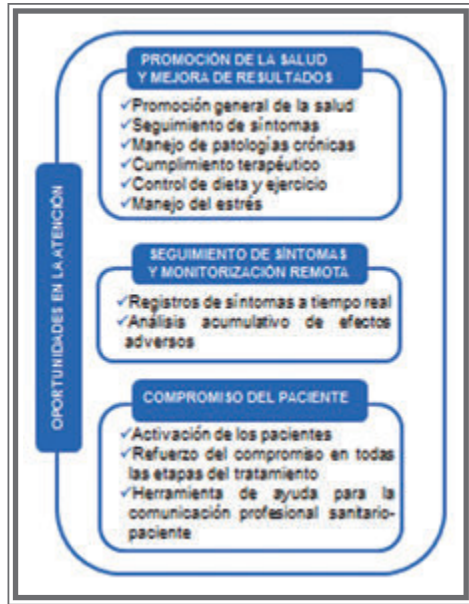 OPORTUNIDADES EN LA ATENCIÓN
PROMOCIÓN DE LA SALUD
Y MEJORA DE RESULTADOS
✓Promoción general de la salud
✓Seguimiento de síntomas
✓Manejo de patologías crónicas
✓Cumplimiento terapéutico
✓Control de dieta y ejercicio
✓Manejo del estrés
SEGUIMIENTO DE SÍNTOMAS
Y MONITORIZACIÓN REMOTA
✓Registros de síntomas a tiempo real
✓Análisis acumulativo de efectos
adversos
COMPROMISO DEL PACIENTE
✓Activación de los pacientes
✓Refuerzo del compromiso en todas
las etapas del tratamiento
✓Herramienta de ayuda para la
comunicación profesional sanitario-
paciente